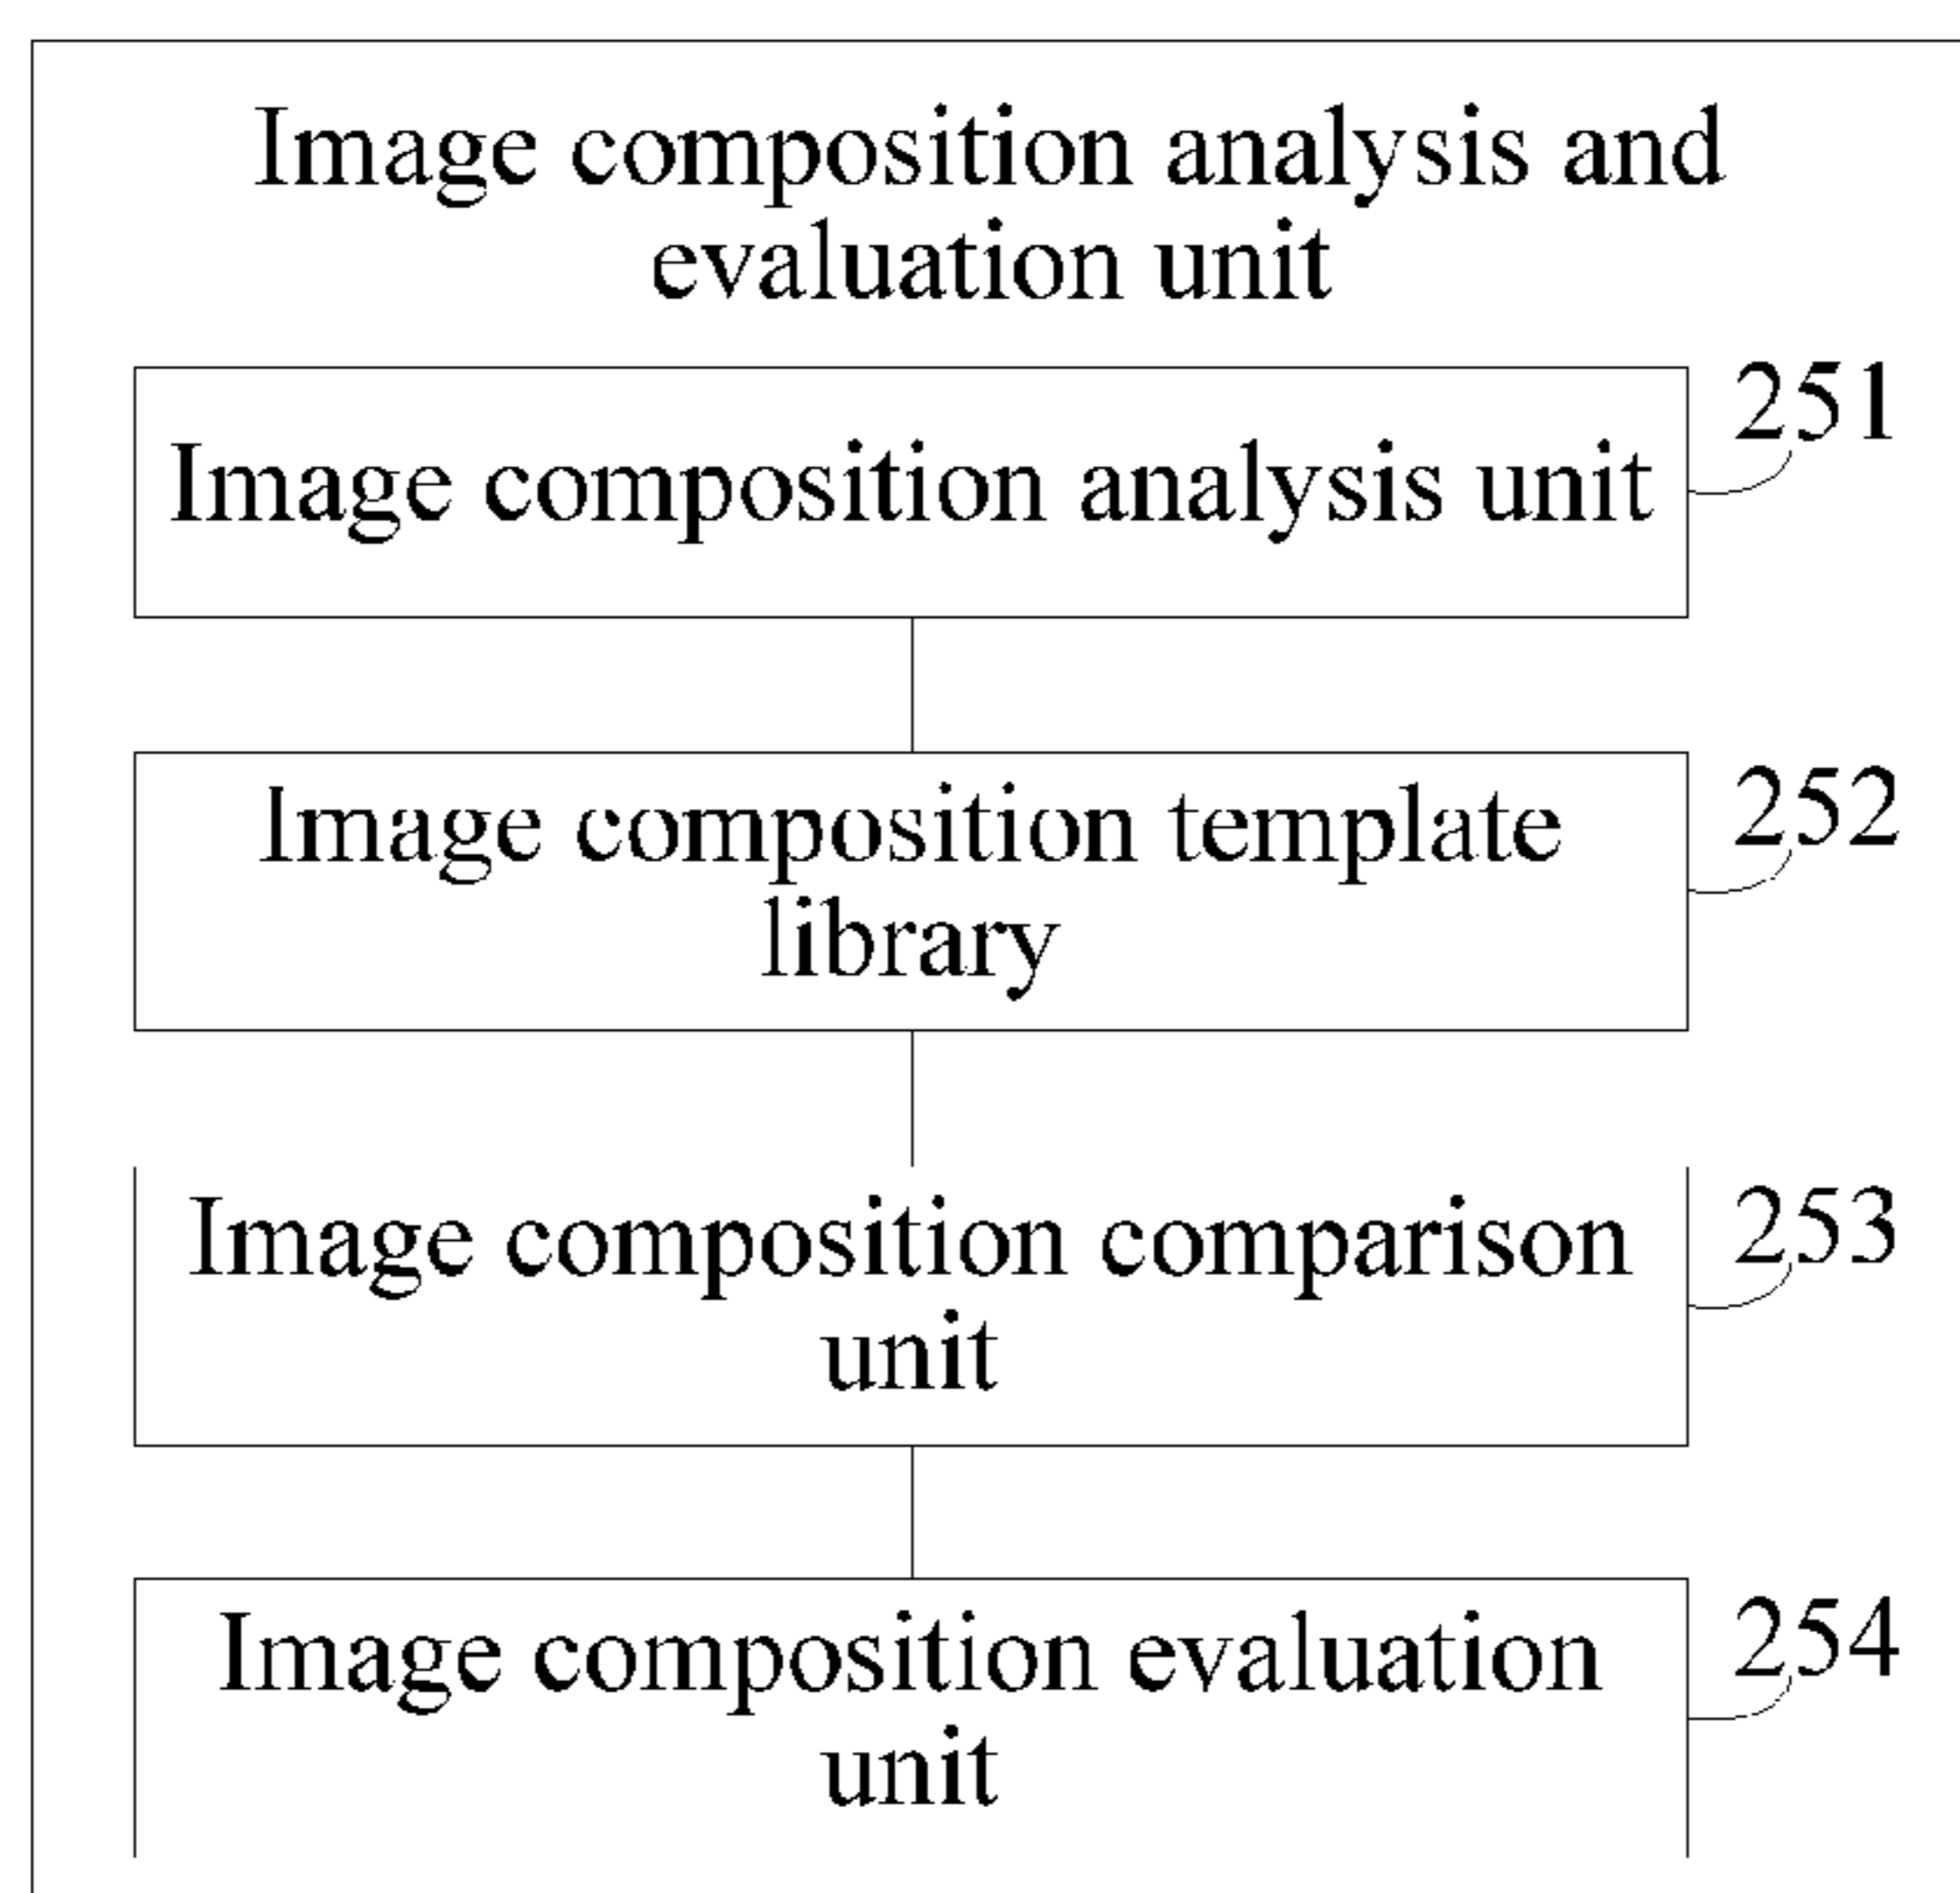 Image composition analysis and
evaluation unit
251
Image composition analysis unit
252
Image composition template
library
253
Image composition comparison
unit
254
Image composition evaluation
unit